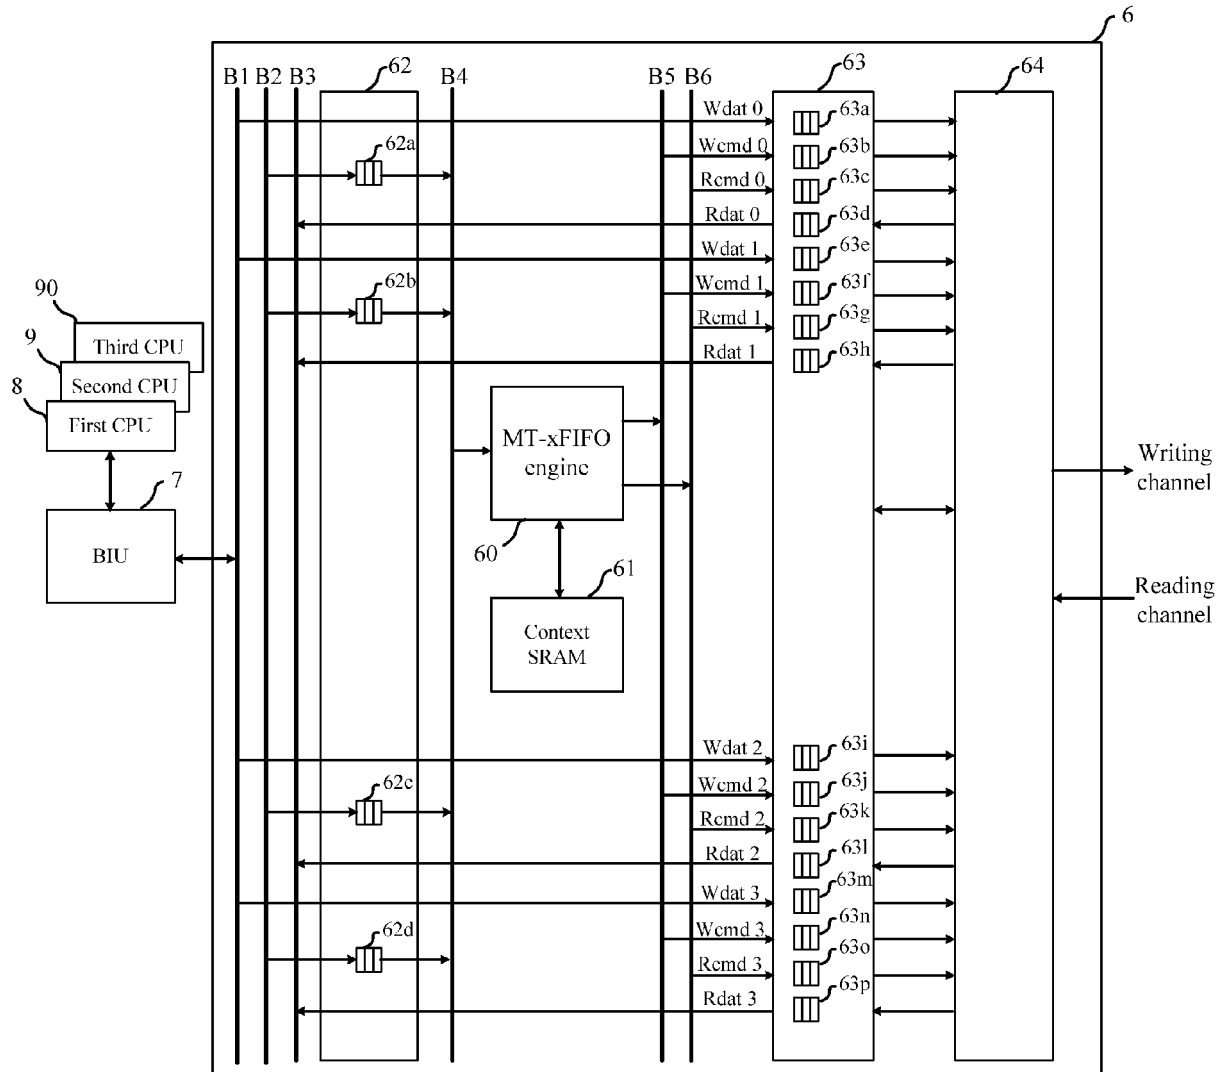 6
B1 B2 B3 62 B4 B5 B6 63 64
Wdat 0 63a
62a Wcmd 0 63b
Rcmd 0 63c
Rdat 0 63d
Wdat 1 63e
62b Wcmd 1 63f
Rcmd 1 63g
Rdat 1 63h
90
Third CPU
9
Second CPU
8
First CPU
MT-xFIFO
engine
60
7
BIU
61
Context
SRAM
Writing
channel
Reading
channel
Wdat 2 63i
62c Wcmd 2 63j
Rcmd 2 63k
Rdat 2 63l
Wdat 3 63m
62d Wcmd 3 63n
Rcmd 3 63o
Rdat 3 63p